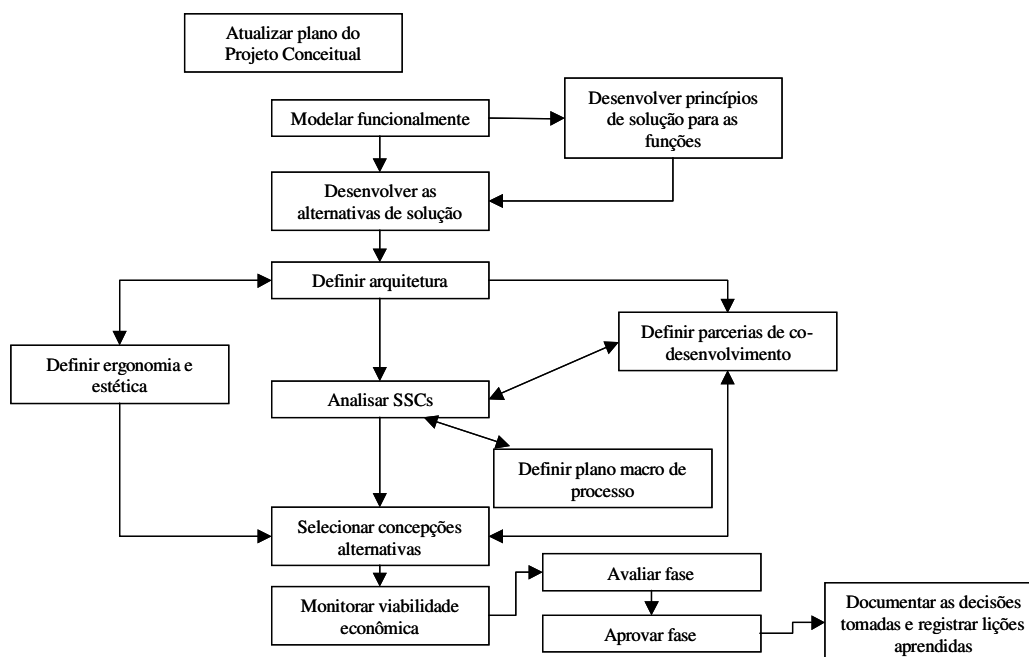 Atualizar plano do
Projeto Conceitual
Modelar funcionalmente
Desenvolver princípios
de solução para as
funções
Desenvolver as
alternativas de solução
Definir arquitetura
Definir parcerias de co-
desenvolvimento
Definir ergonomia e
estética
Analisar SSCs
Definir plano macro de
processo
Selecionar concepções
alternativas
Monitorar viabilidade
econômica
Avaliar fase
Aprovar fase
Documentar as decisões
tomadas e registrar lições
aprendidas